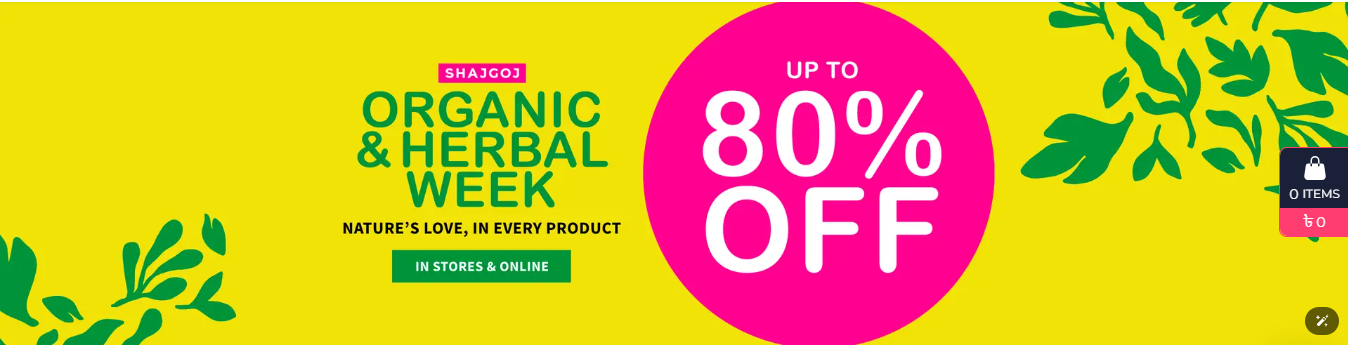 SHAJGOJ
ORGANIC
& HERBAL
WEEK
NATURE'S LOVE, IN EVERY PRODUCT
IN STORES & ONLINE
UP TO
80%
OFF
0 ITEMS
৳ 0